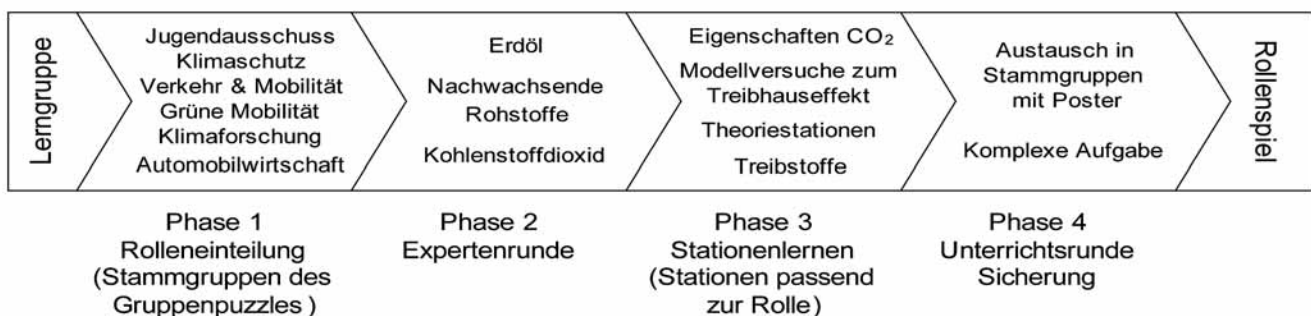 Lerngruppe
Jugendausschuss
Klimaschutz
Verkehr & Mobilität
Grüne Mobilität
Klimaforschung
Automobilwirtschaft
Erdöl
Nachwachsende
Rohstoffe
Kohlenstoffdioxid
Eigenschaften CO₂
Modellversuche zum
Treibhauseffekt
Theoriestationen
Treibstoffe
Austausch in
Stammgruppen
mit Poster
Komplexe Aufgabe
Rollenspiel
Phase 1
Rolleneinteilung
(Stammgruppen des
Gruppenpuzzles )
Phase 2
Expertenrunde
Phase 3
Stationenlernen
(Stationen passend
zur Rolle)
Phase 4
Unterrichtsrunde
Sicherung